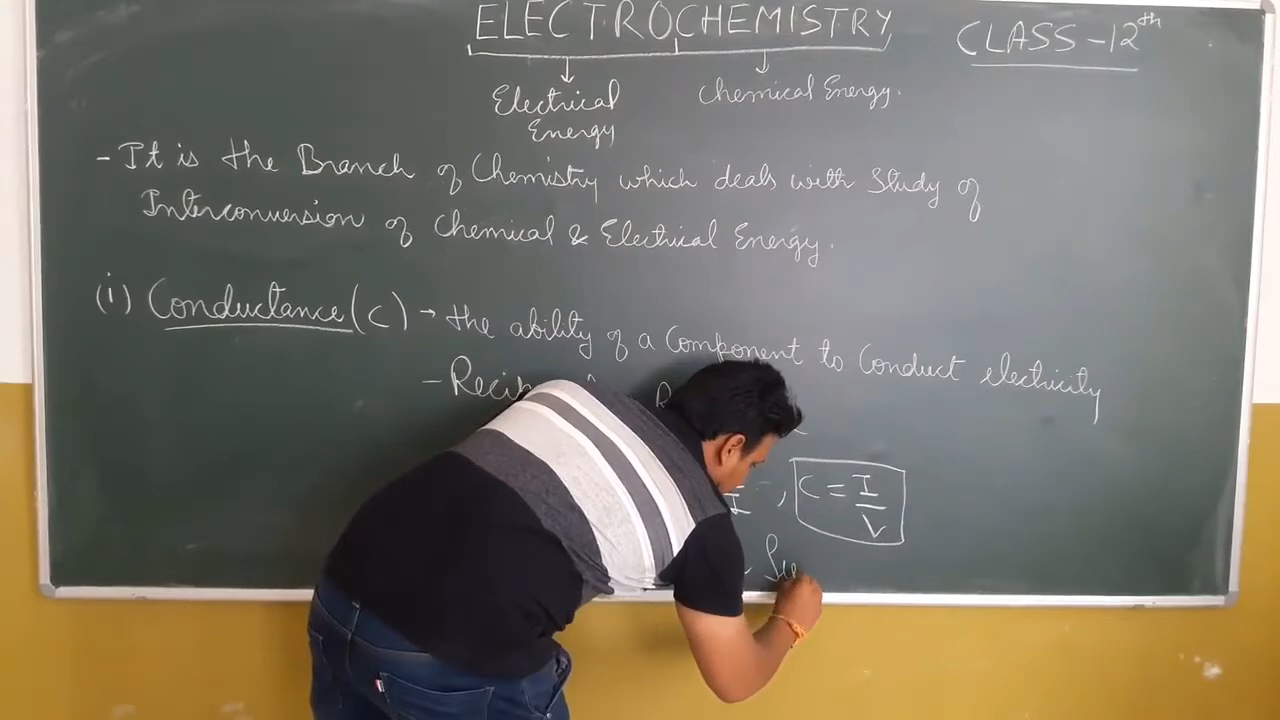 ELECTROCHEMISTRY
CLASS-12th
Electrical Energy
Chemical Energy.
- It is the Branch of Chemistry which deals with Study of
Interconversion of Chemical & Electrical Energy.
(i) Conductance (C) → the ability of a Component to Conduct electricity
-
I , C = I/V